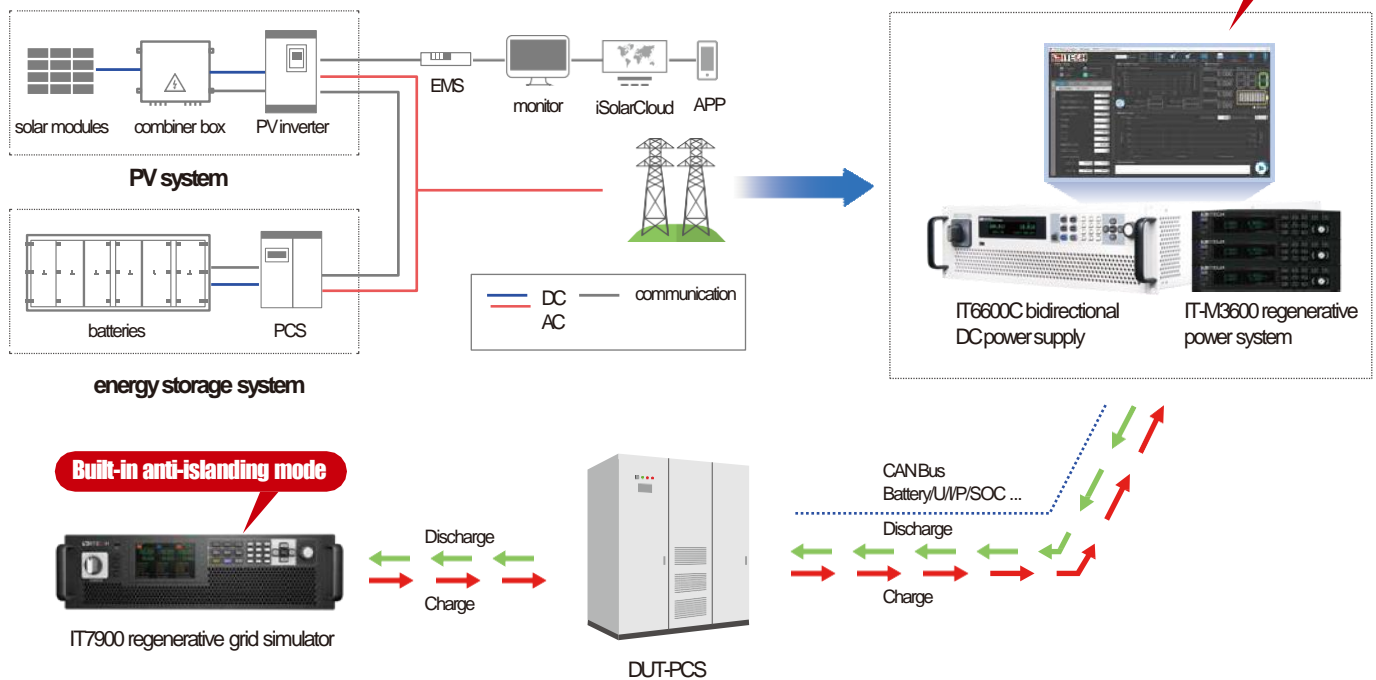 solar modules
combiner box
PV inverter
EMS
monitor
iSolarCloud
APP
PV system
batteries
PCS
energy storage system
DC
AC
communication
ITECH
IT6600C bidirectional
DC power supply
IT-M3600 regenerative
power system
Built-in anti-islanding mode
ITECH
IT7900 regenerative grid simulator
Discharge
Charge
DUT-PCS
CAN Bus
Battery/U/I/P/SOC ...
Discharge
Charge